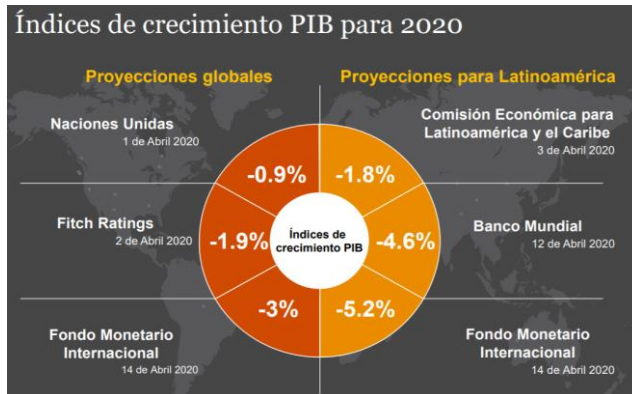 Índices de crecimiento PIB para 2020
Proyecciones globales
Proyecciones para Latinoamérica
Naciones Unidas
1 de Abril 2020
-0.9%
-1.8%
Comisión Económica para
Latinoamérica y el Caribe
3 de Abril 2020
Fitch Ratings
2 de Abril 2020
-1.9%
Índices de
crecimiento PIB
-4.6%
Banco Mundial
12 de Abril 2020
Fondo Monetario
Internacional
14 de Abril 2020
-3%
-5.2%
Fondo Monetario
Internacional
14 de Abril 2020